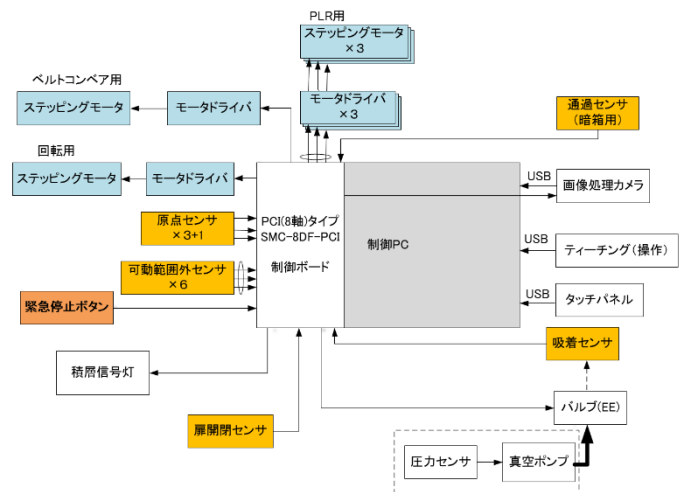 PLR用
ステッピングモータ
×3
ベルトコンベア用
ステッピングモータ
モータドライバ
モータドライバ
×3
通過センサ
(暗箱用)
回転用
ステッピングモータ
モータドライバ
USB
画像処理カメラ
原点センサ
×3+1
PCI(8軸)タイプ
SMC-8DF-PCI
制御ボード
制御PC
USB
ティーチング(操作)
可動範囲外センサ
×6
緊急停止ボタン
USB
タッチパネル
吸着センサ
積層信号灯
バルブ(EE)
扉開閉センサ
圧力センサ
真空ポンプ